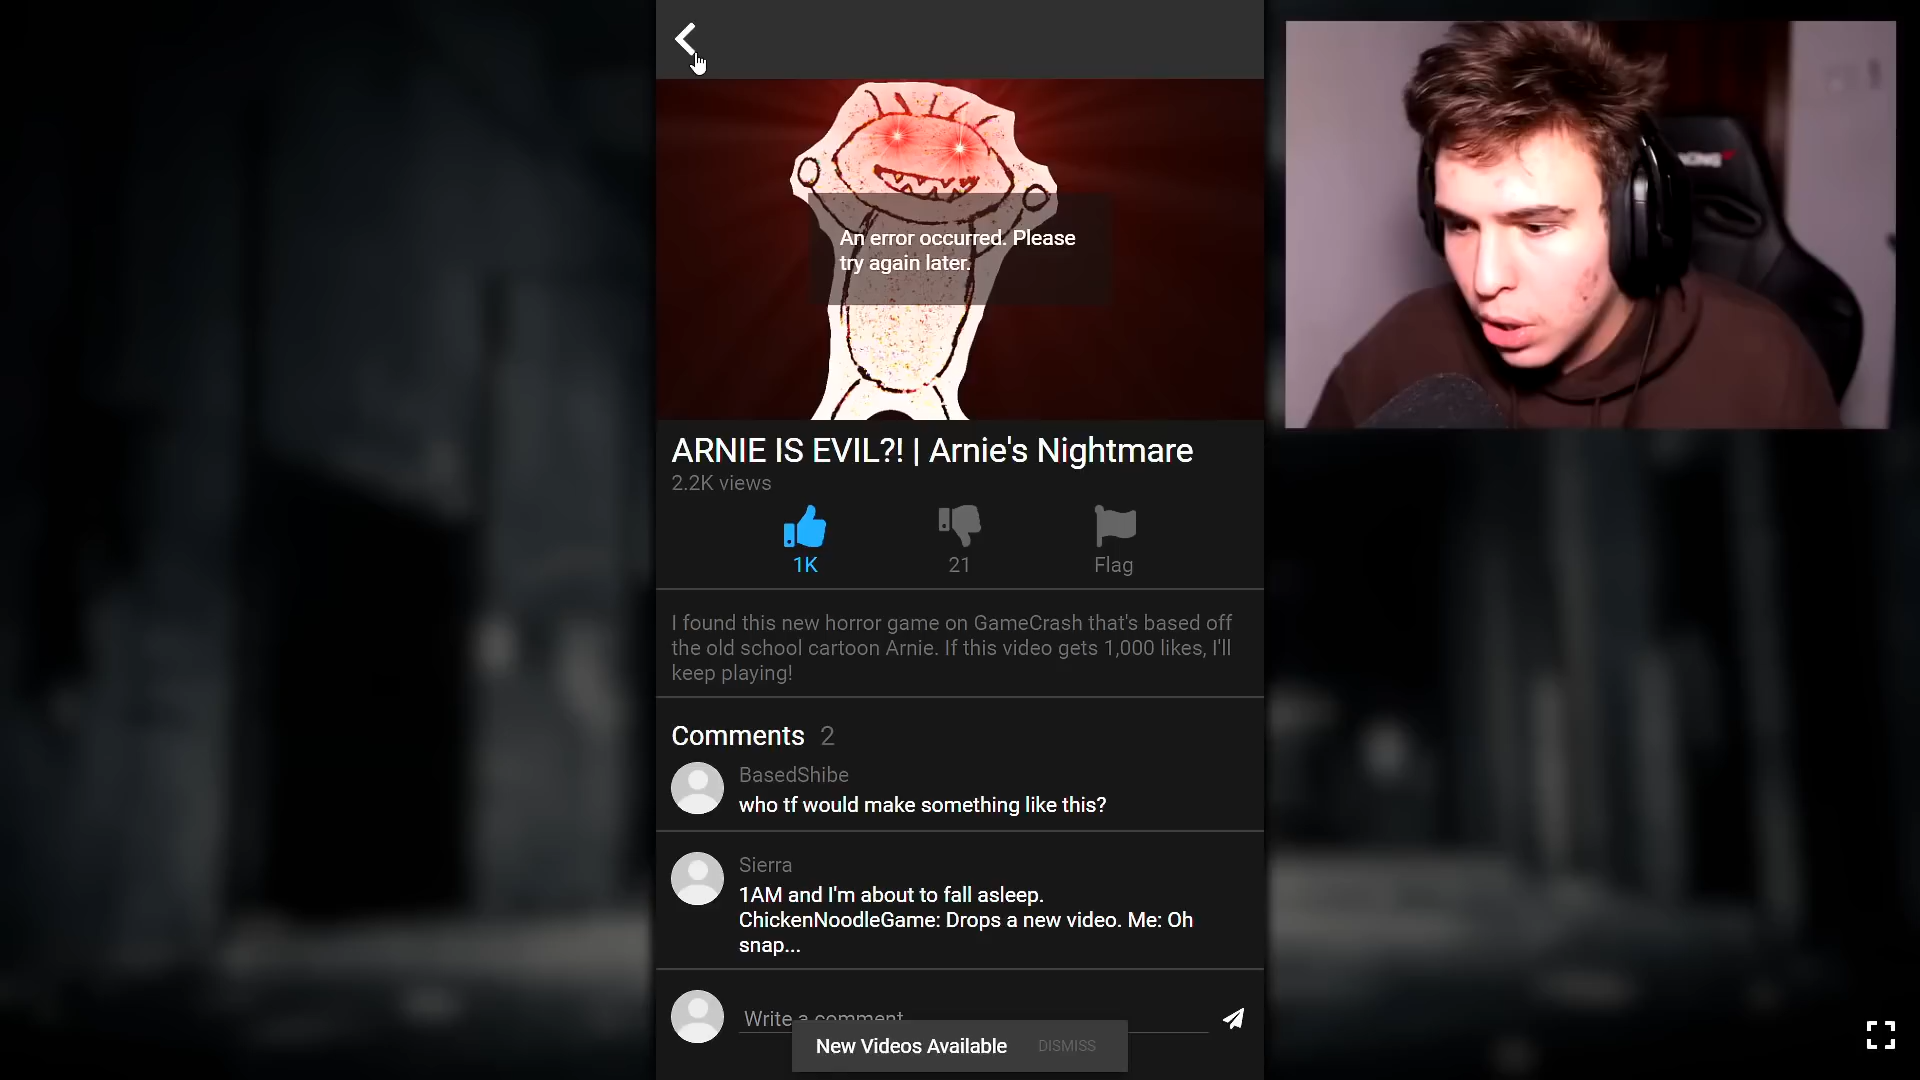 An error occurred. Please
try again later.
ARNIE IS EVIL?! | Arnie's Nightmare
2.2K views
1K
21
Flag
I found this new horror game on GameCrash that's based off
the old school cartoon Arnie. If this video gets 1,000 likes, I'll
keep playing!
Comments 2
BasedShibe
who tf would make something like this?
Sierra
1AM and I'm about to fall asleep.
ChickenNoodleGame: Drops a new video. Me: Oh
snap...
Write a comment
New Videos Available
DISMISS